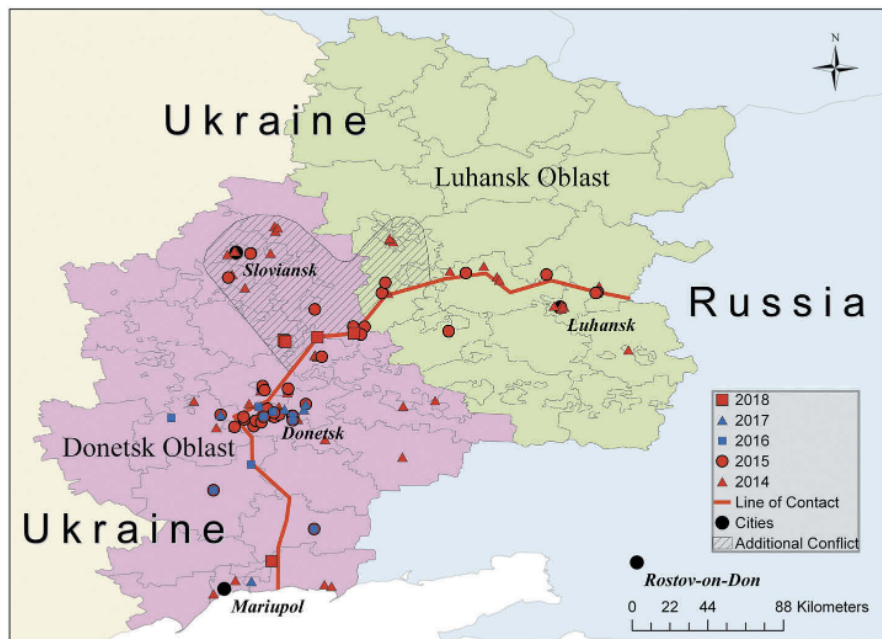 N
Ukraine
Luhansk Oblast
Sloviansk
Russia
Luhansk
Donetsk
Donetsk Oblast
Ukraine
Mariupol
2018
2017
2016
2015
2014
Line of Contact
Cities
Additional Conflict
Rostov-on-Don
0 22 44 88 Kilometers